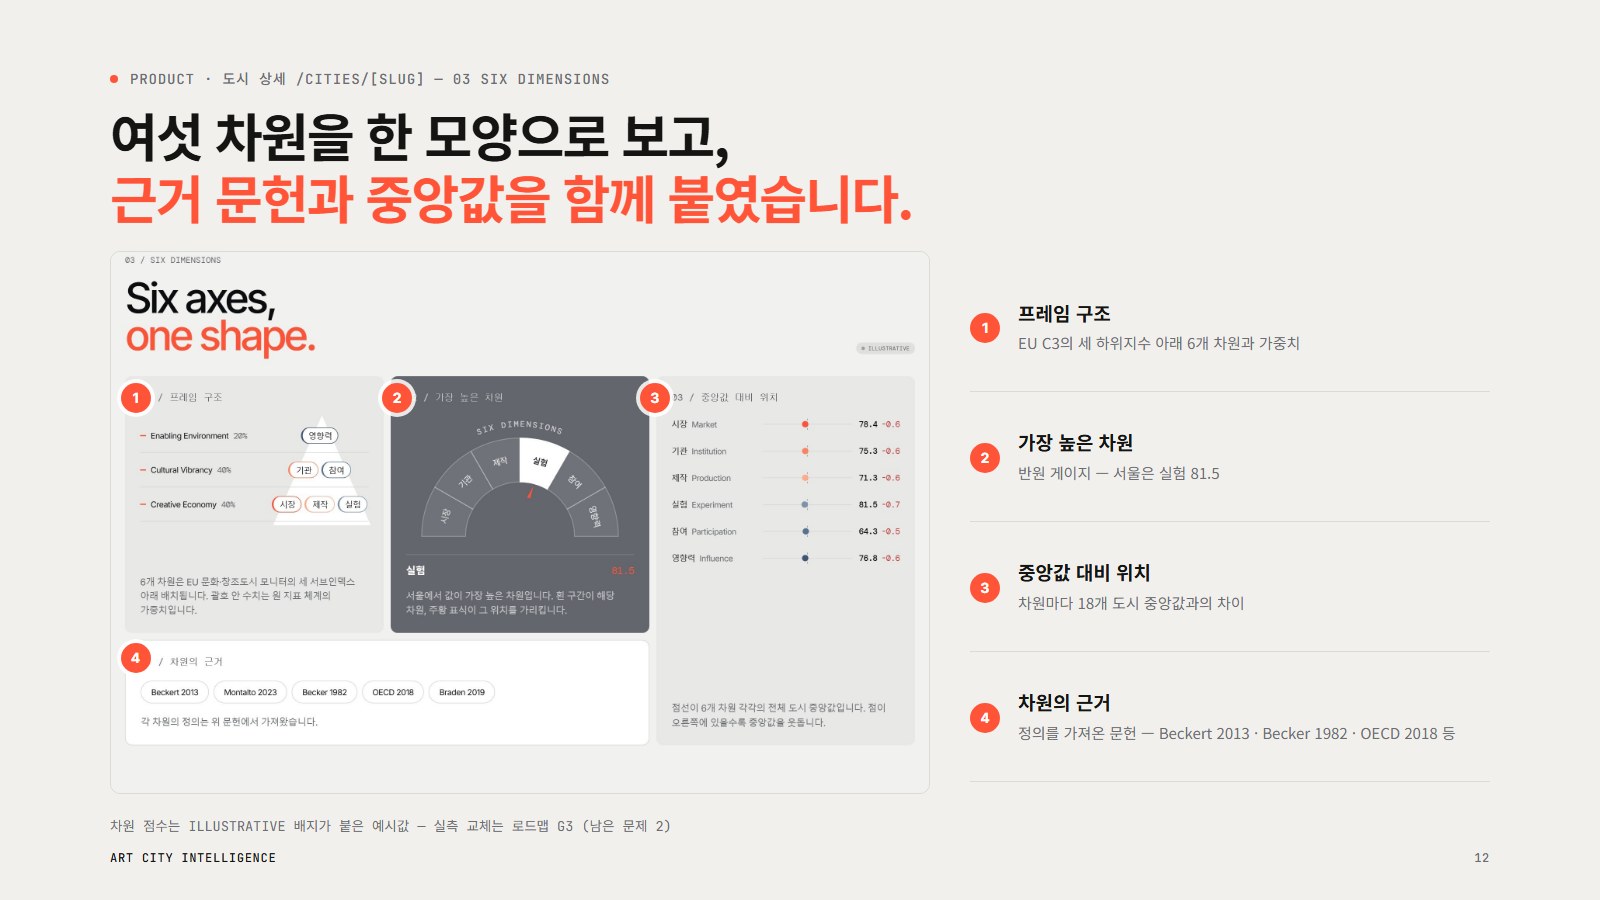 PRODUCT · 도시 상세 /CITIES/[SLUG] — 03 SIX DIMENSIONS
여섯 차원을 한 모양으로 보고,
근거 문헌과 중앙값을 함께 붙였습니다.
03 / SIX DIMENSIONS
Six axes,
one shape.
ILLUSTRATIVE
1 / 프레임 구조
Enabling Environment 20% 영향력
Cultural Vibrancy 40% 기관 참여
Creative Economy 40% 시장 제작 실험
6개 차원은 EU 문화·창조도시 모니터의 세 서브인덱스
아래 배치됩니다. 괄호 안 수치는 원 지표 체계의
가중치입니다.
2 / 가장 높은 차원
SIX DIMENSIONS
시장 기관 제작 실험 참여 영향력
실험 81.5
서울에서 값이 가장 높은 차원입니다. 흰 구간이 해당
차원, 주황 표식이 그 위치를 가리킵니다.
3 03 / 중앙값 대비 위치
시장 Market 78.4 -0.6
기관 Institution 75.3 -0.6
제작 Production 71.3 -0.6
실험 Experiment 81.5 -0.7
참여 Participation 64.3 -0.5
영향력 Influence 76.8 -0.6
점선이 6개 차원 각각의 전체 도시 중앙값입니다. 점이
오른쪽에 있을수록 중앙값을 웃돕니다.
4 / 차원의 근거
Beckert 2013 Montalto 2023 Becker 1982 OECD 2018 Braden 2019
각 차원의 정의는 위 문헌에서 가져왔습니다.
1 프레임 구조
EU C3의 세 하위지수 아래 6개 차원과 가중치
2 가장 높은 차원
반원 게이지 — 서울은 실험 81.5
3 중앙값 대비 위치
차원마다 18개 도시 중앙값과의 차이
4 차원의 근거
정의를 가져온 문헌 — Beckert 2013 · Becker 1982 · OECD 2018 등
차원 점수는 ILLUSTRATIVE 배지가 붙은 예시값 — 실측 교체는 로드맵 G3 (남은 문제 2)
ART CITY INTELLIGENCE
12